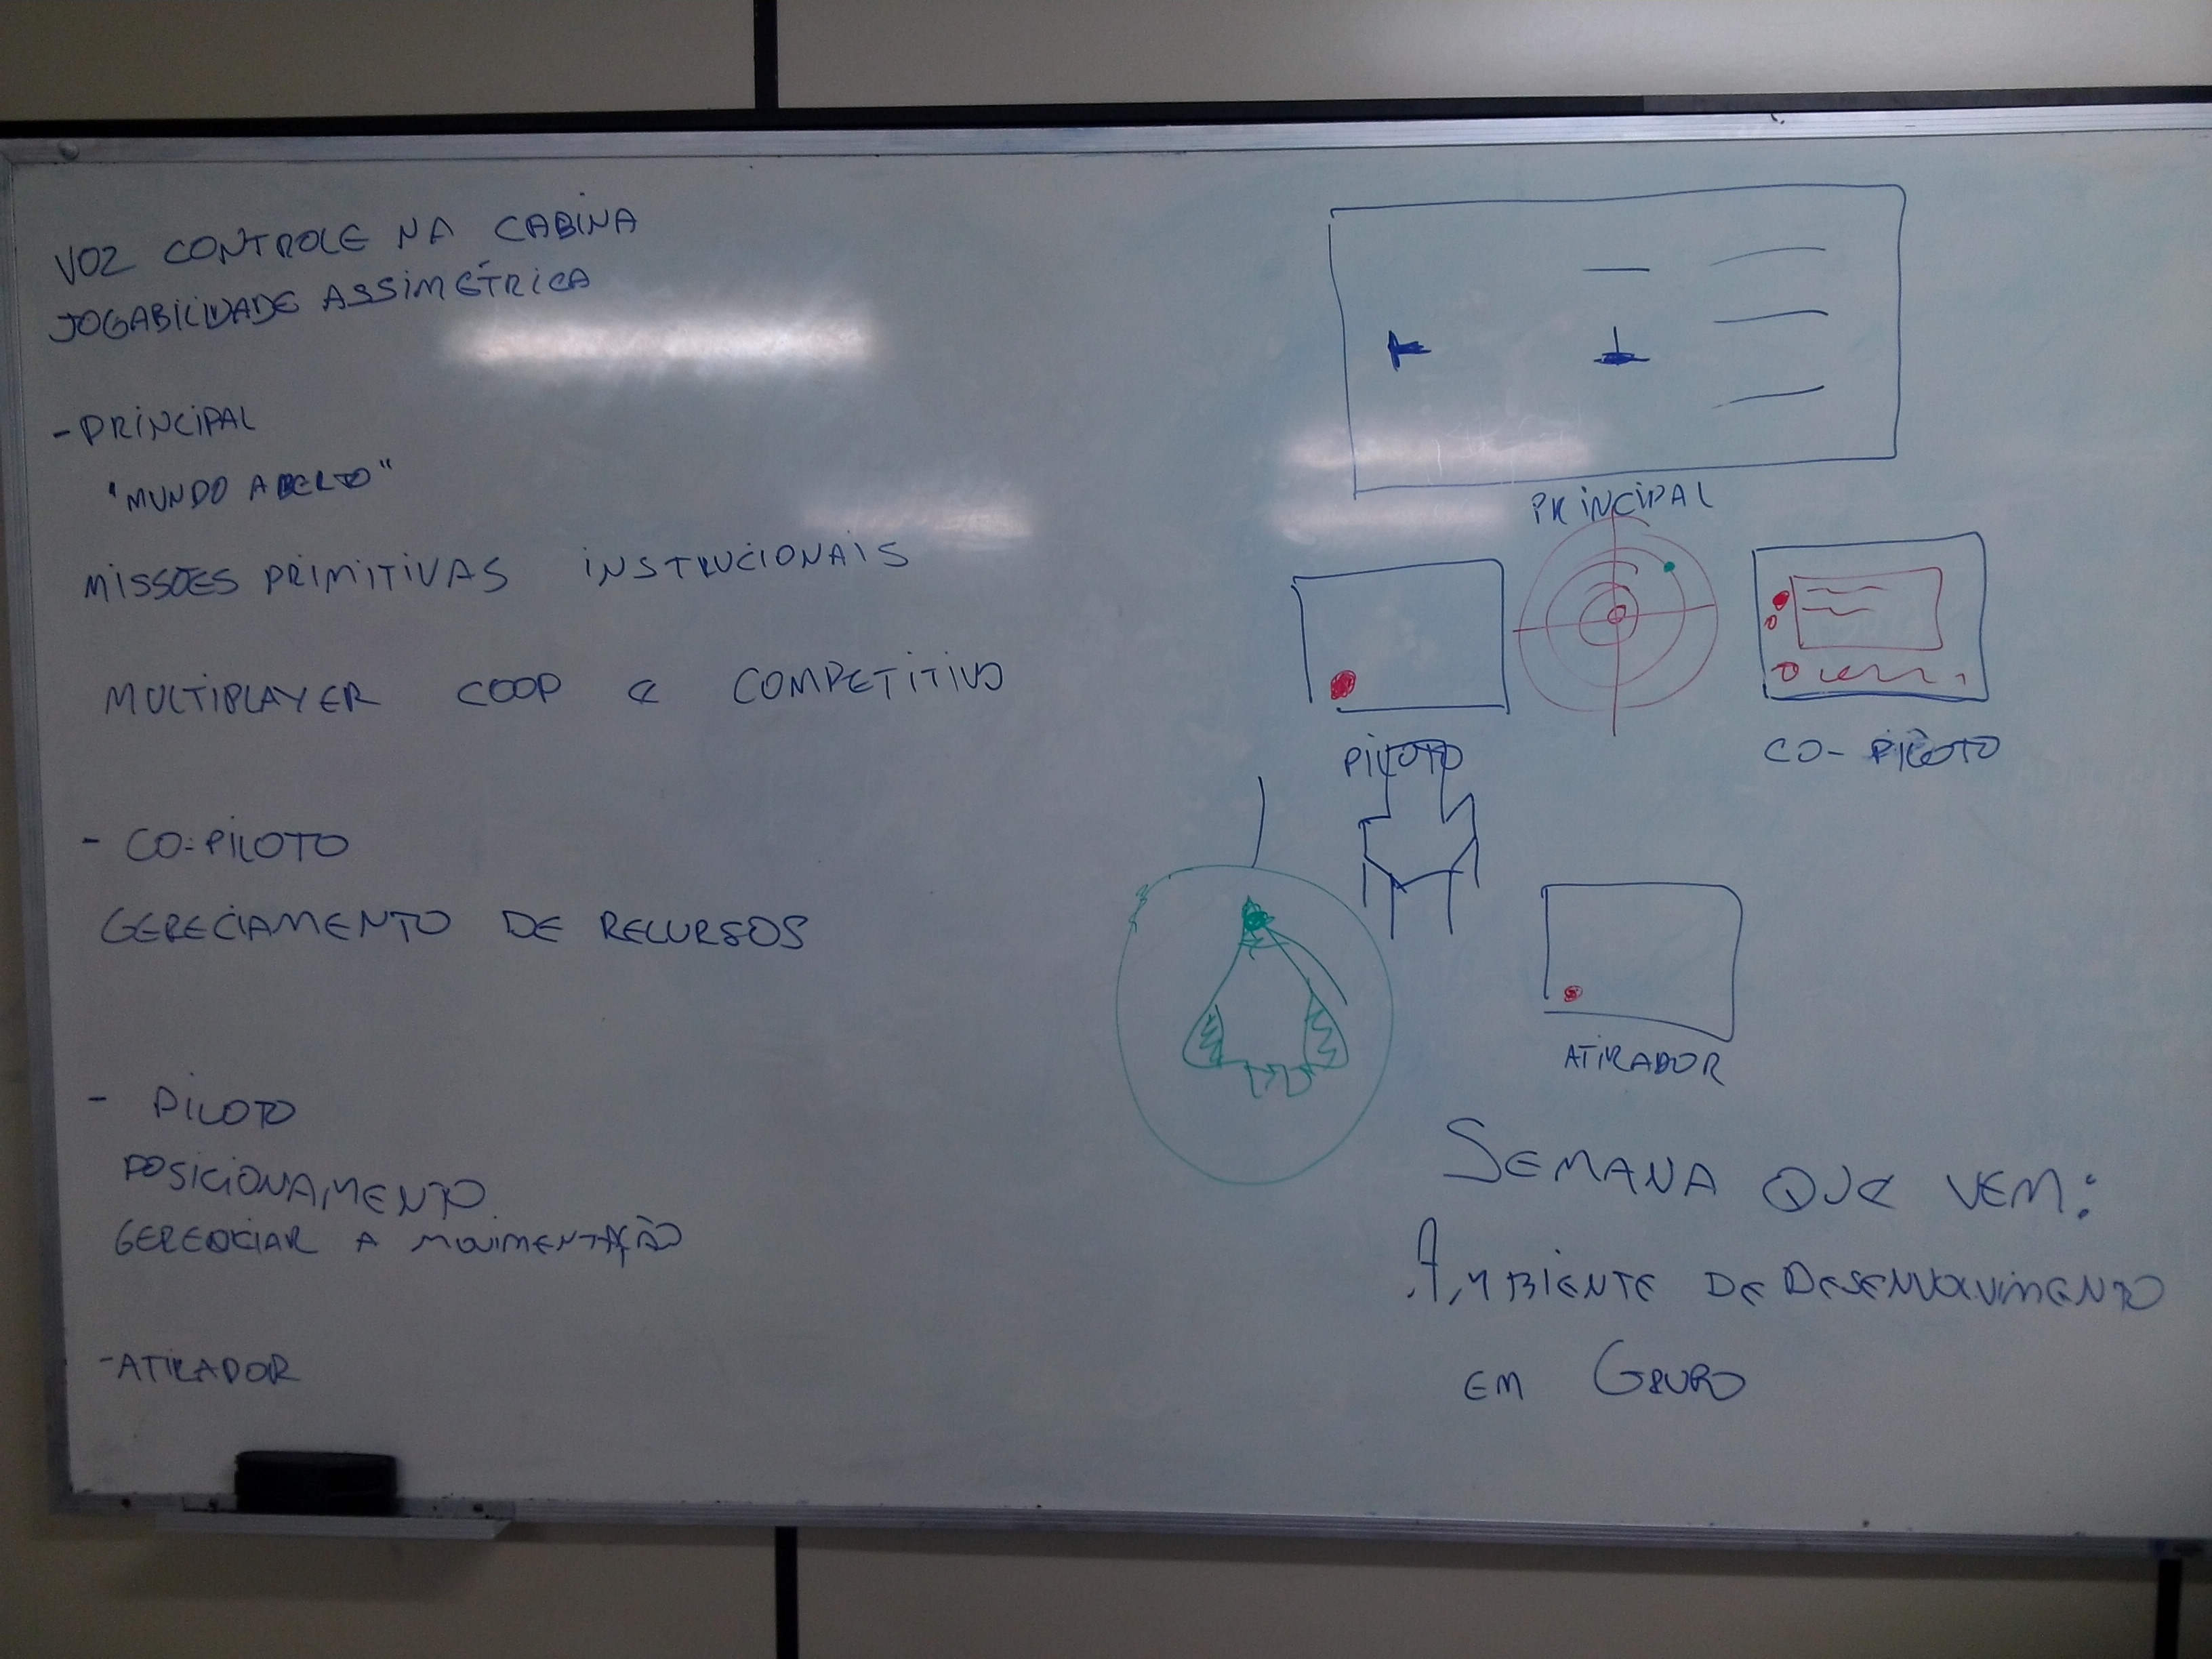 VOZ CONTROLE NA CABINA
JOGABILIDADE ASSIMÉTRICA
- PRINCIPAL
"MUNDO ABERTO"
MISSÕES PRIMITIVAS INSTRUCIONAIS
MULTIPLAYER COOP E COMPETITIVO
- CO-PILOTO
GERECIAMENTO DE RECURSOS
- PILOTO
POSICIONAMENTO
GERENCIAR A MOVIMENTAÇÃO
- ATIRADOR
PRINCIPAL
PILOTO
CO-PILOTO
ATIRADOR
SEMANA QUE VEM:
AMBIENTE DE DESENVOLVIMENTO
EM GRUPO